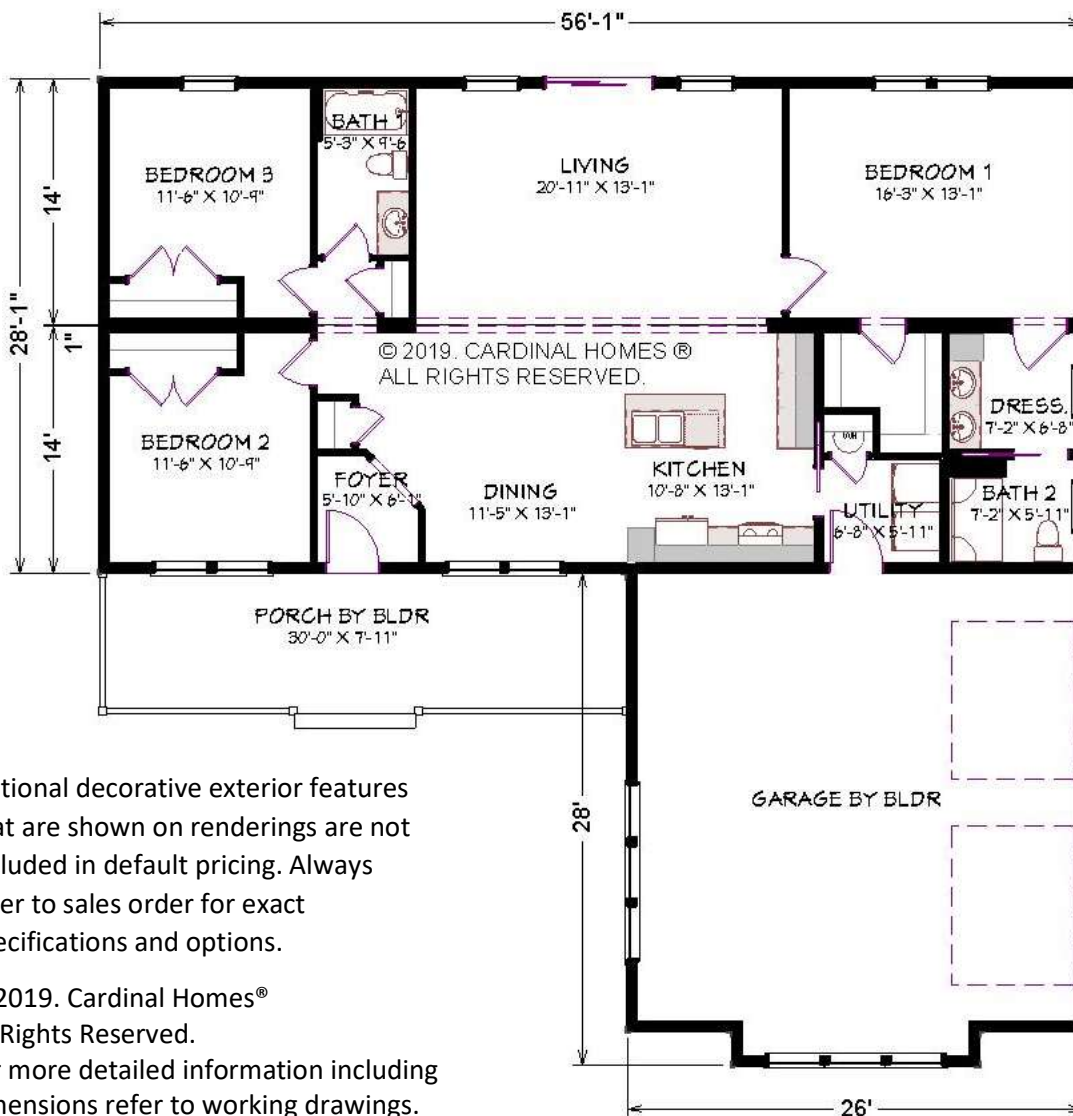 56'-1"
BEDROOM 3
11'-6" X 10'-9"
BATH 1
5'-3" X 9'-6
LIVING
20'-11" X 13'-1"
BEDROOM 1
16'-3" X 13'-1"
14'
28'-1"
1"
14'
© 2019. CARDINAL HOMES ®
ALL RIGHTS RESERVED.
BEDROOM 2
11'-6" X 10'-9"
FOYER
5'-10" X 6'-1"
DINING
11'-5" X 13'-1"
KITCHEN
10'-8" X 13'-1"
WH
UTILITY
6'-8" X 5'-11"
DRESS.
7'-2" X 6'-8"
BATH 2
7'-2" X 5'-11"
PORCH BY BLDR
30'-0" X 7'-11"
28'
GARAGE BY BLDR
26'
tional decorative exterior features
at are shown on renderings are not
cluded in default pricing. Always
er to sales order for exact
ecifications and options.
2019. Cardinal Homes®
Rights Reserved.
r more detailed information including
mensions refer to working drawings.